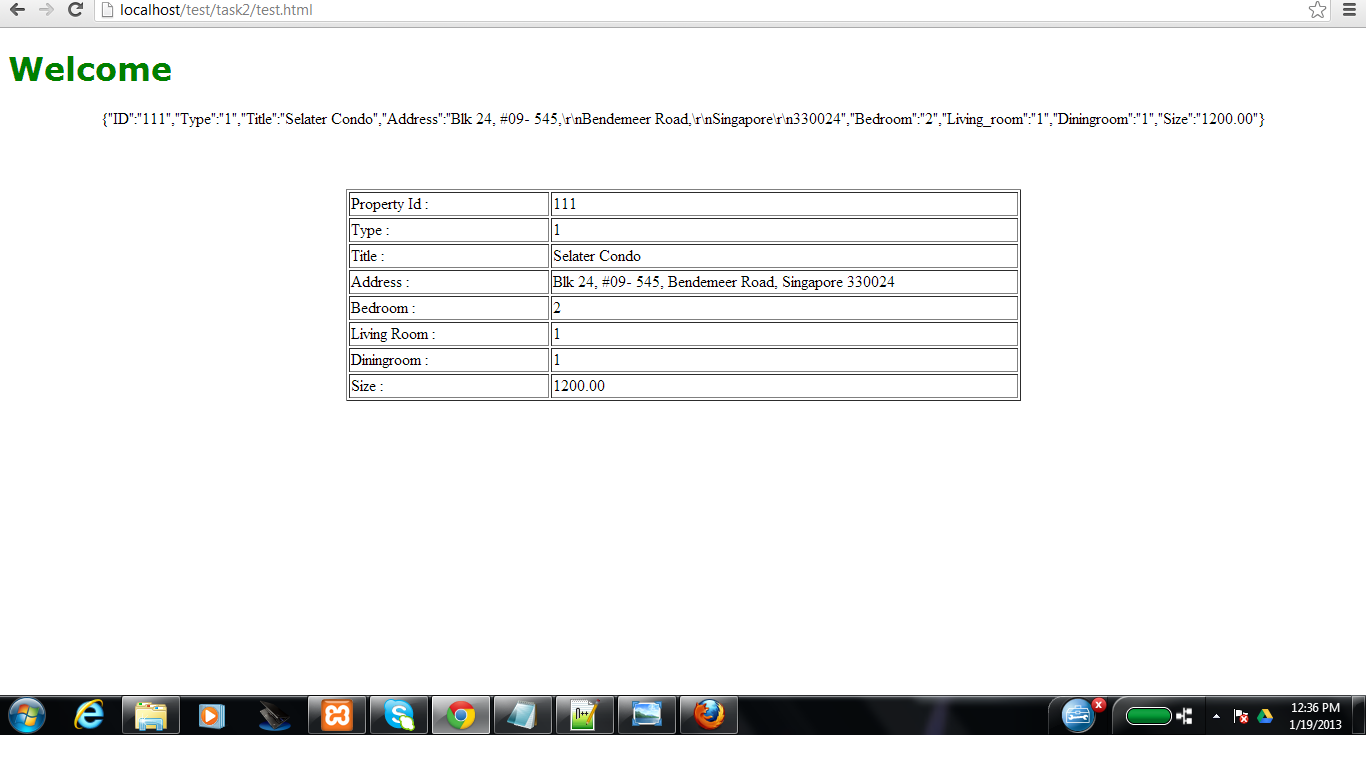 localhost/test/task2/test.html
Welcome
{"ID":"111","Type":"1","Title":"Selater Condo","Address":"Blk 24, #09- 545,\r\nBendemeer Road,\r\nSingapore\r\n330024","Bedroom":"2","Living_room":"1","Diningroom":"1","Size":"1200.00"}
Property Id : 111
Type : 1
Title : Selater Condo
Address : Blk 24, #09- 545, Bendemeer Road, Singapore 330024
Bedroom : 2
Living Room : 1
Diningroom : 1
Size : 1200.00
12:36 PM
1/19/2013